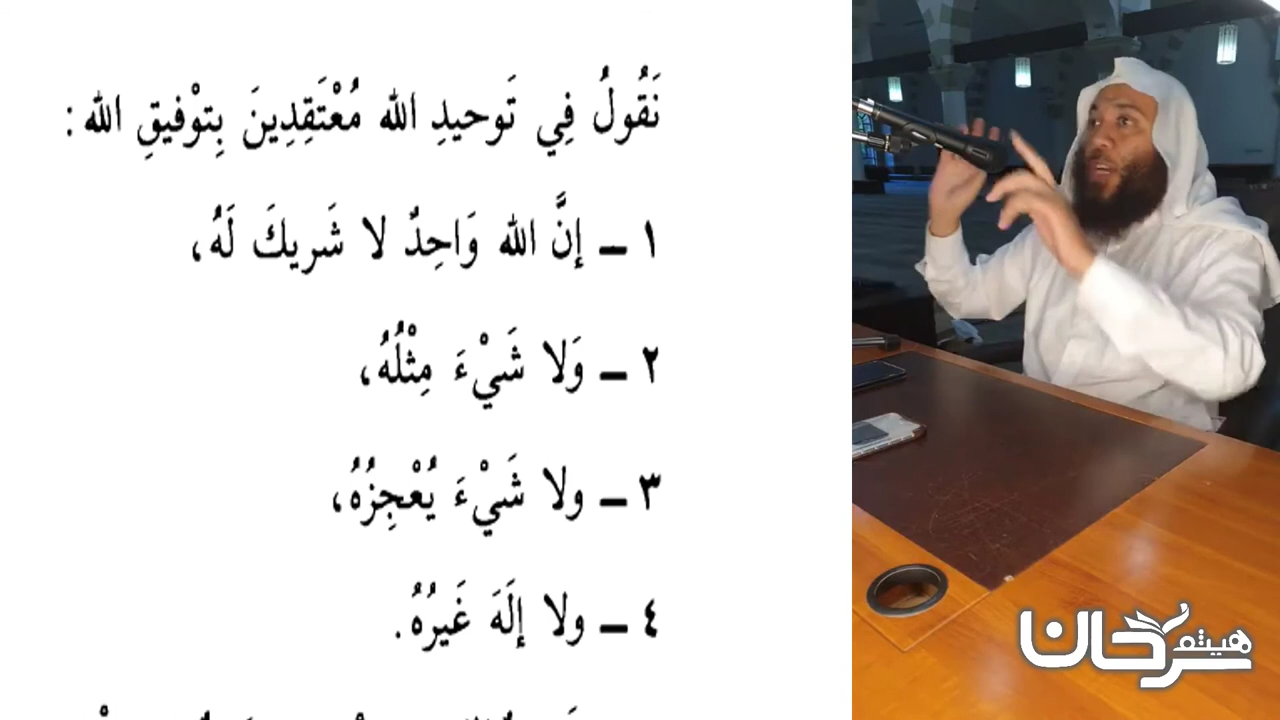 نَقُولُ فِي تَوحيدِ الله مُعْتَقِدِينَ بِتوْفيقِ الله :
١ ـ إنَّ الله وَاحِدٌ لا شَريكَ لَهُ،
٢ ـ وَلا شَيْءَ مِثْلُهُ،
٣ ـ ولا شَيْءَ يُعْجِزُهُ،
٤ ـ ولا إلَهَ غَيرُهُ.
هيثم
سرحان